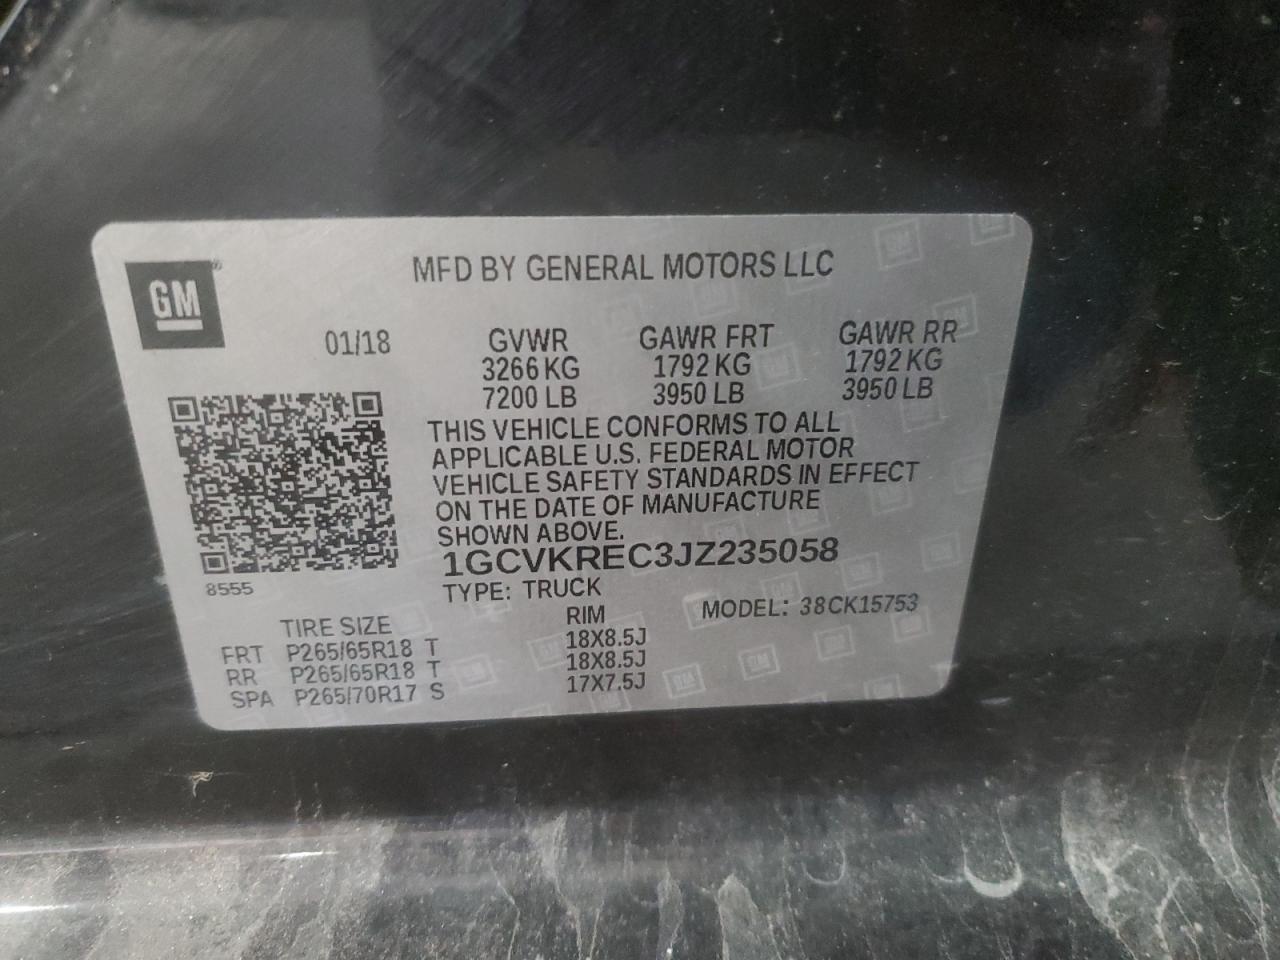 MFD BY GENERAL MOTORS LLC
GM
01/18 GVWR GAWR FRT GAWR RR
3266 KG 1792 KG 1792 KG
7200 LB 3950 LB 3950 LB
THIS VEHICLE CONFORMS TO ALL
APPLICABLE U.S. FEDERAL MOTOR
VEHICLE SAFETY STANDARDS IN EFFECT
ON THE DATE OF MANUFACTURE
SHOWN ABOVE.
1GCVKREC3JZ235058
8555
TYPE: TRUCK
MODEL: 38CK15753
TIRE SIZE RIM
FRT P265/65R18 T 18X8.5J
RR P265/65R18 T 18X8.5J
SPA P265/70R17 S 17X7.5J